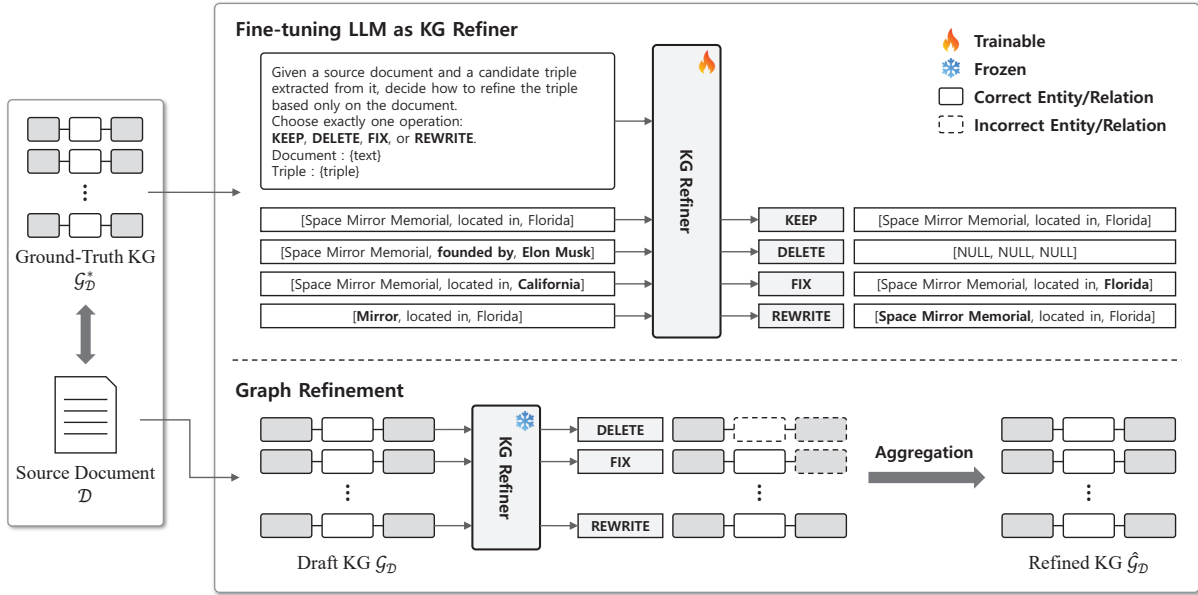 Fine-tuning LLM as KG Refiner
Given a source document and a candidate triple
extracted from it, decide how to refine the triple
based only on the document.
Choose exactly one operation:
KEEP, DELETE, FIX, or REWRITE.
Document : {text}
Triple : {triple}
KG Refiner
Trainable
Frozen
Correct Entity/Relation
Incorrect Entity/Relation
[Space Mirror Memorial, located in, Florida]
KEEP
[Space Mirror Memorial, located in, Florida]
[Space Mirror Memorial, founded by, Elon Musk]
DELETE
[NULL, NULL, NULL]
[Space Mirror Memorial, located in, California]
FIX
[Space Mirror Memorial, located in, Florida]
[Mirror, located in, Florida]
REWRITE
[Space Mirror Memorial, located in, Florida]
Ground-Truth KG
𝒢*𝒟
Source Document
𝒟
Graph Refinement
KG Refiner
DELETE
FIX
REWRITE
Aggregation
Draft KG 𝒢𝒟
Refined KG 𝒢̂𝒟